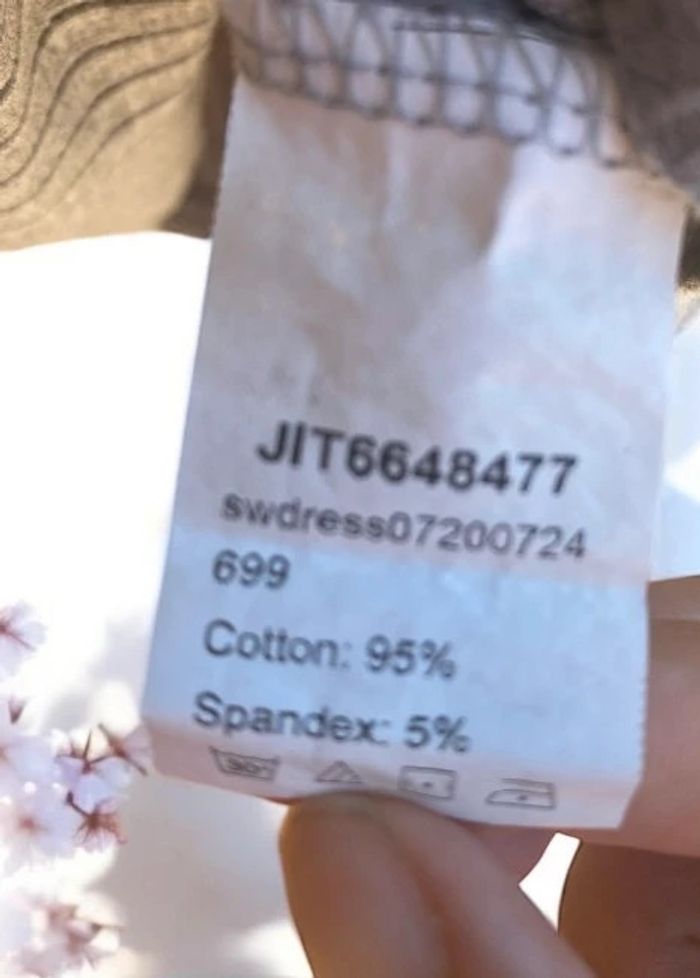 JIT6648477
swdress07200724
699
Cotton: 95%
Spandex: 5%